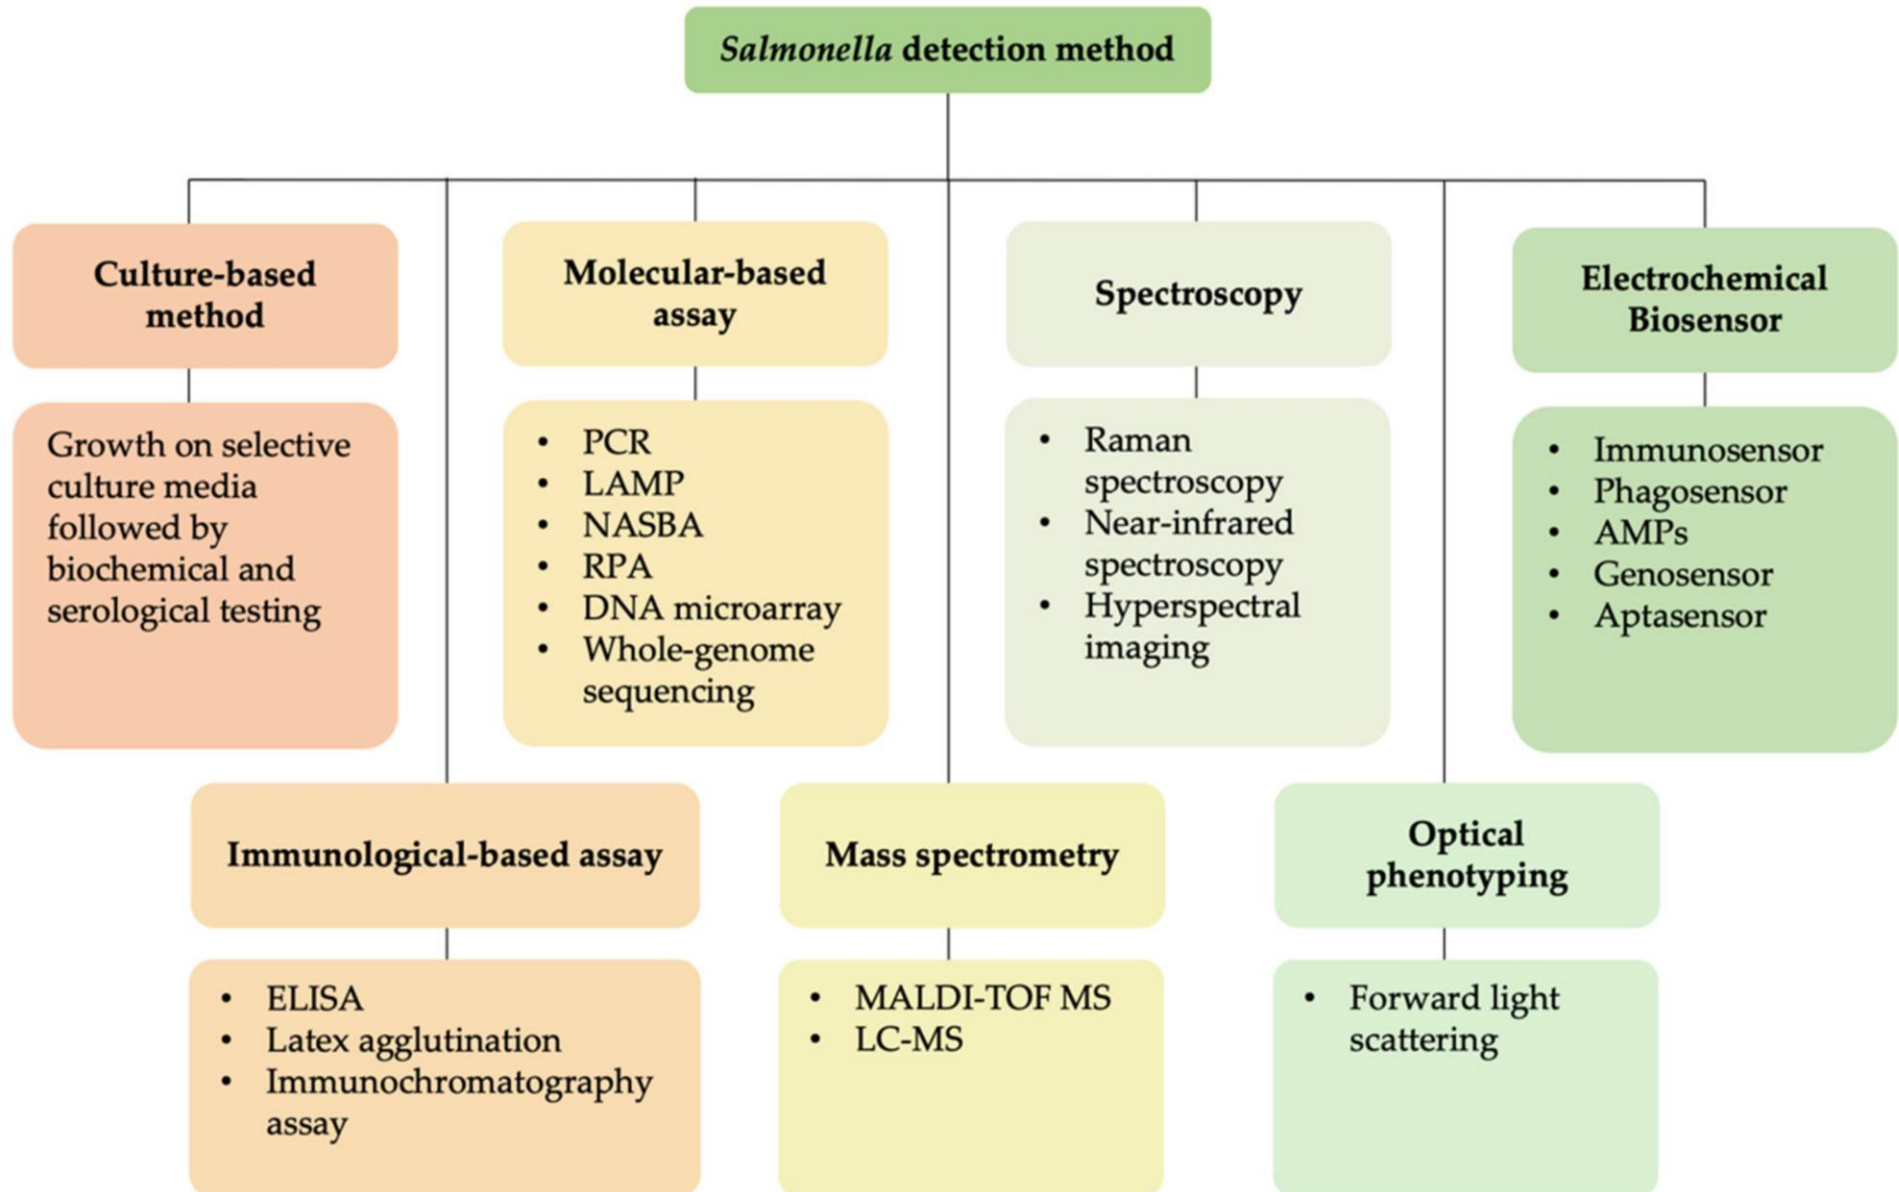 Salmonella detection method
Culture-based
method
Growth on selective
culture media
followed by
biochemical and
serological testing
Molecular-based
assay
• PCR
• LAMP
• NASBA
• RPA
• DNA microarray
• Whole-genome
sequencing
Spectroscopy
• Raman
spectroscopy
• Near-infrared
spectroscopy
• Hyperspectral
imaging
Electrochemical
Biosensor
• Immunosensor
• Phagosensor
• AMPs
• Genosensor
• Aptasensor
Immunological-based assay
• ELISA
• Latex agglutination
• Immunochromatography
assay
Mass spectrometry
• MALDI-TOF MS
• LC-MS
Optical
phenotyping
• Forward light
scattering